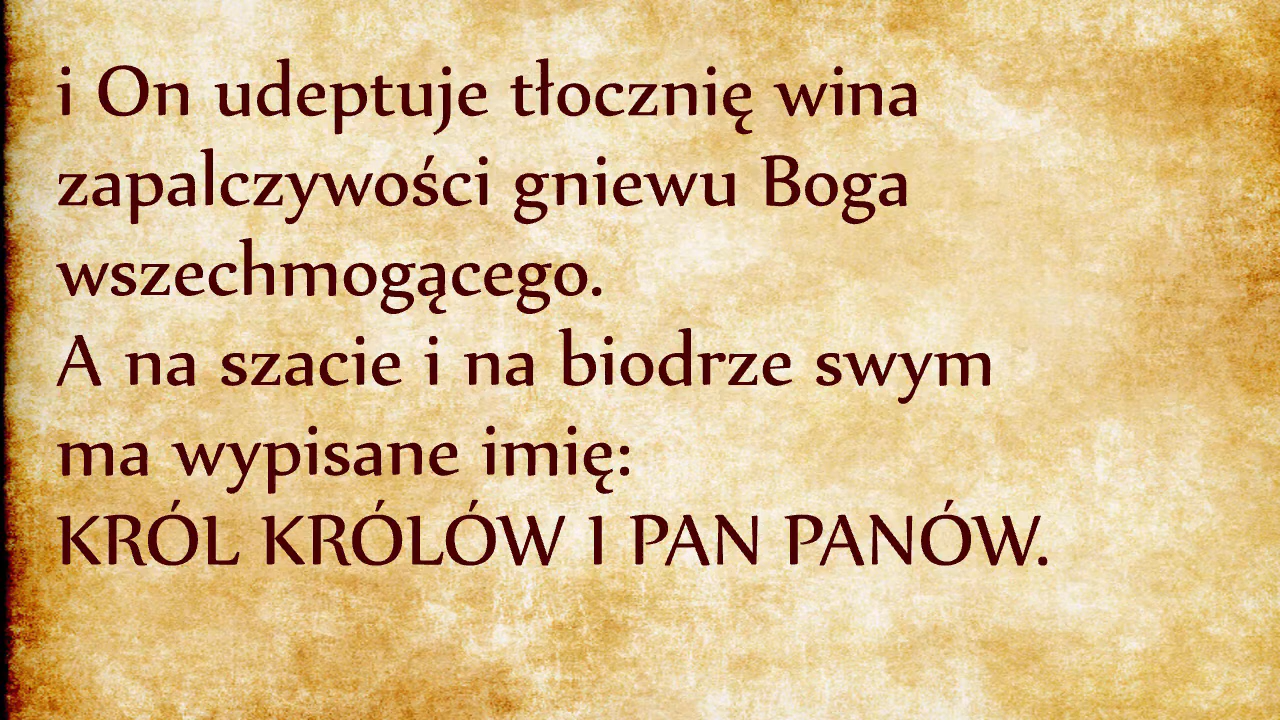 i On udeptuje tłocznię wina
zapalczywości gniewu Boga
wszechmogącego.
A na szacie i na biodrze swym
ma wypisane imię:
KRÓL KRÓLÓW I PAN PANÓW.